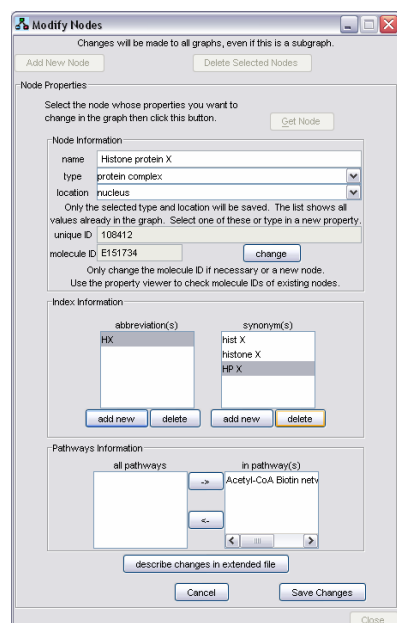 Modify Nodes
Changes will be made to all graphs, even if this is a subgraph.
Add New Node Delete Selected Nodes
Node Properties
Select the node whose properties you want to
change in the graph then click this button. Get Node
Node Information
name Histone protein X
type protein complex
location nucleus
Only the selected type and location will be saved. The list shows all
values already in the graph. Select one of these or type in a new property.
unique ID 108412
molecule ID E151734 change
Only change the molecule ID if necessary or a new node.
Use the property viewer to check molecule IDs of existing nodes.
Index Information
abbreviation(s) synonym(s)
HX hist X
histone X
HP X
add new delete add new delete
Pathways Information
all pathways in pathway(s)
-> Acetyl-CoA Biotin netw
<-
describe changes in extended file
Cancel Save Changes
Close